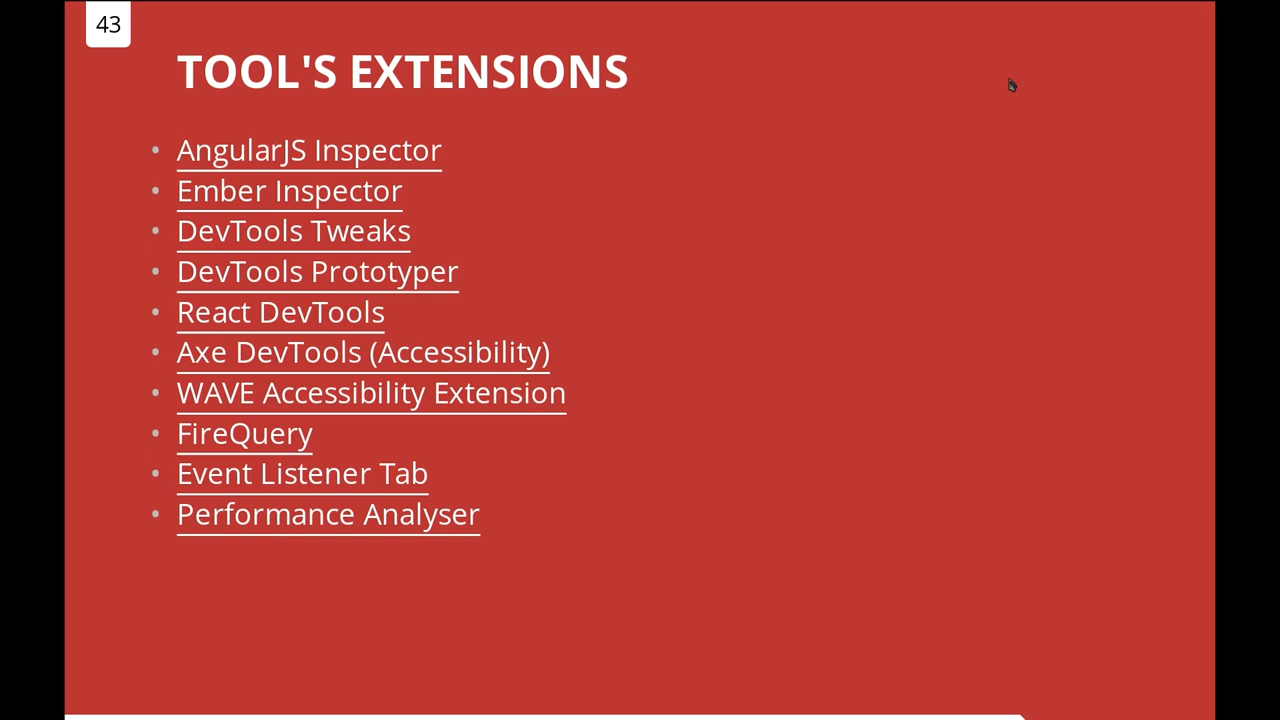 43
TOOL'S EXTENSIONS
• AngularJS Inspector
• Ember Inspector
• DevTools Tweaks
• DevTools Prototyper
• React DevTools
• Axe DevTools (Accessibility)
• WAVE Accessibility Extension
• FireQuery
• Event Listener Tab
• Performance Analyser